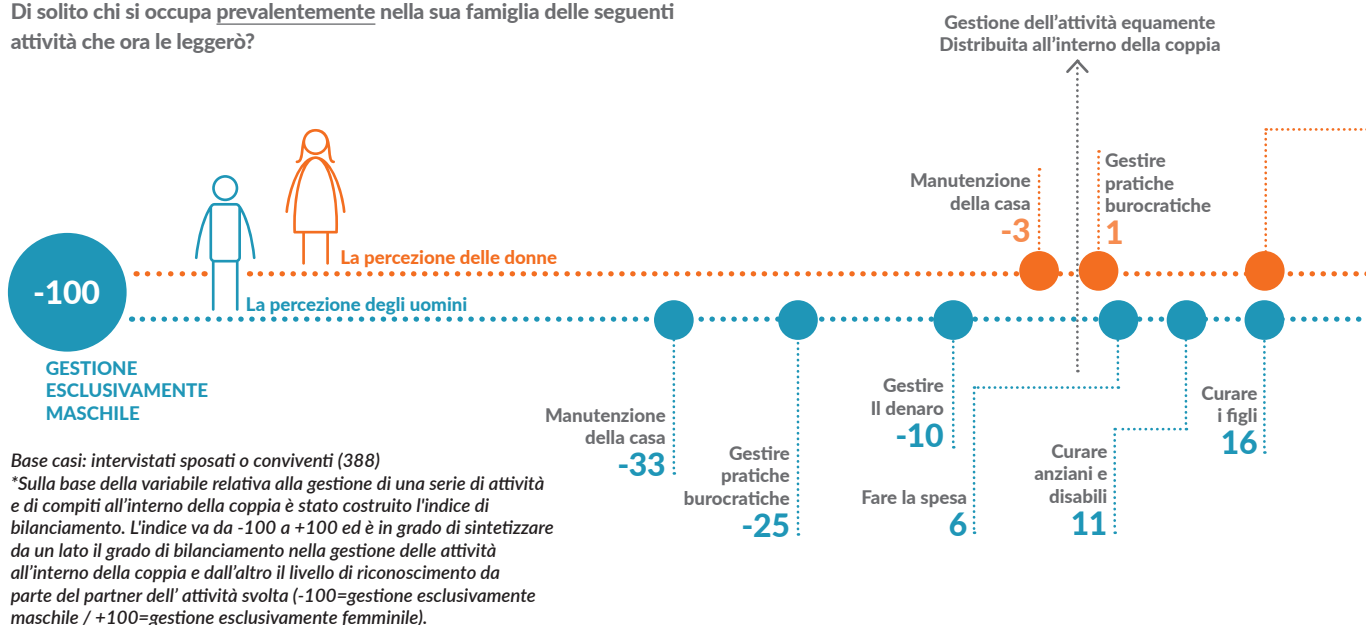 Di solito chi si occupa prevalentemente nella sua famiglia delle seguenti
attività che ora le leggerò?
Gestione dell'attività equamente
Distribuita all'interno della coppia
Manutenzione
della casa
-3
Gestire
pratiche
burocratiche
1
La percezione delle donne
-100
La percezione degli uomini
GESTIONE
ESCLUSIVAMENTE
MASCHILE
Manutenzione
della casa
-33
Gestire
pratiche
burocratiche
-25
Gestire
Il denaro
-10
Fare la spesa
6
Curare
anziani e
disabili
11
Curare
i figli
16
Base casi: intervistati sposati o conviventi (388)
*Sulla base della variabile relativa alla gestione di una serie di attività
e di compiti all'interno della coppia è stato costruito l'indice di
bilanciamento. L'indice va da -100 a +100 ed è in grado di sintetizzare
da un lato il grado di bilanciamento nella gestione delle attività
all'interno della coppia e dall'altro il livello di riconoscimento da
parte del partner dell' attività svolta (-100=gestione esclusivamente
maschile / +100=gestione esclusivamente femminile).